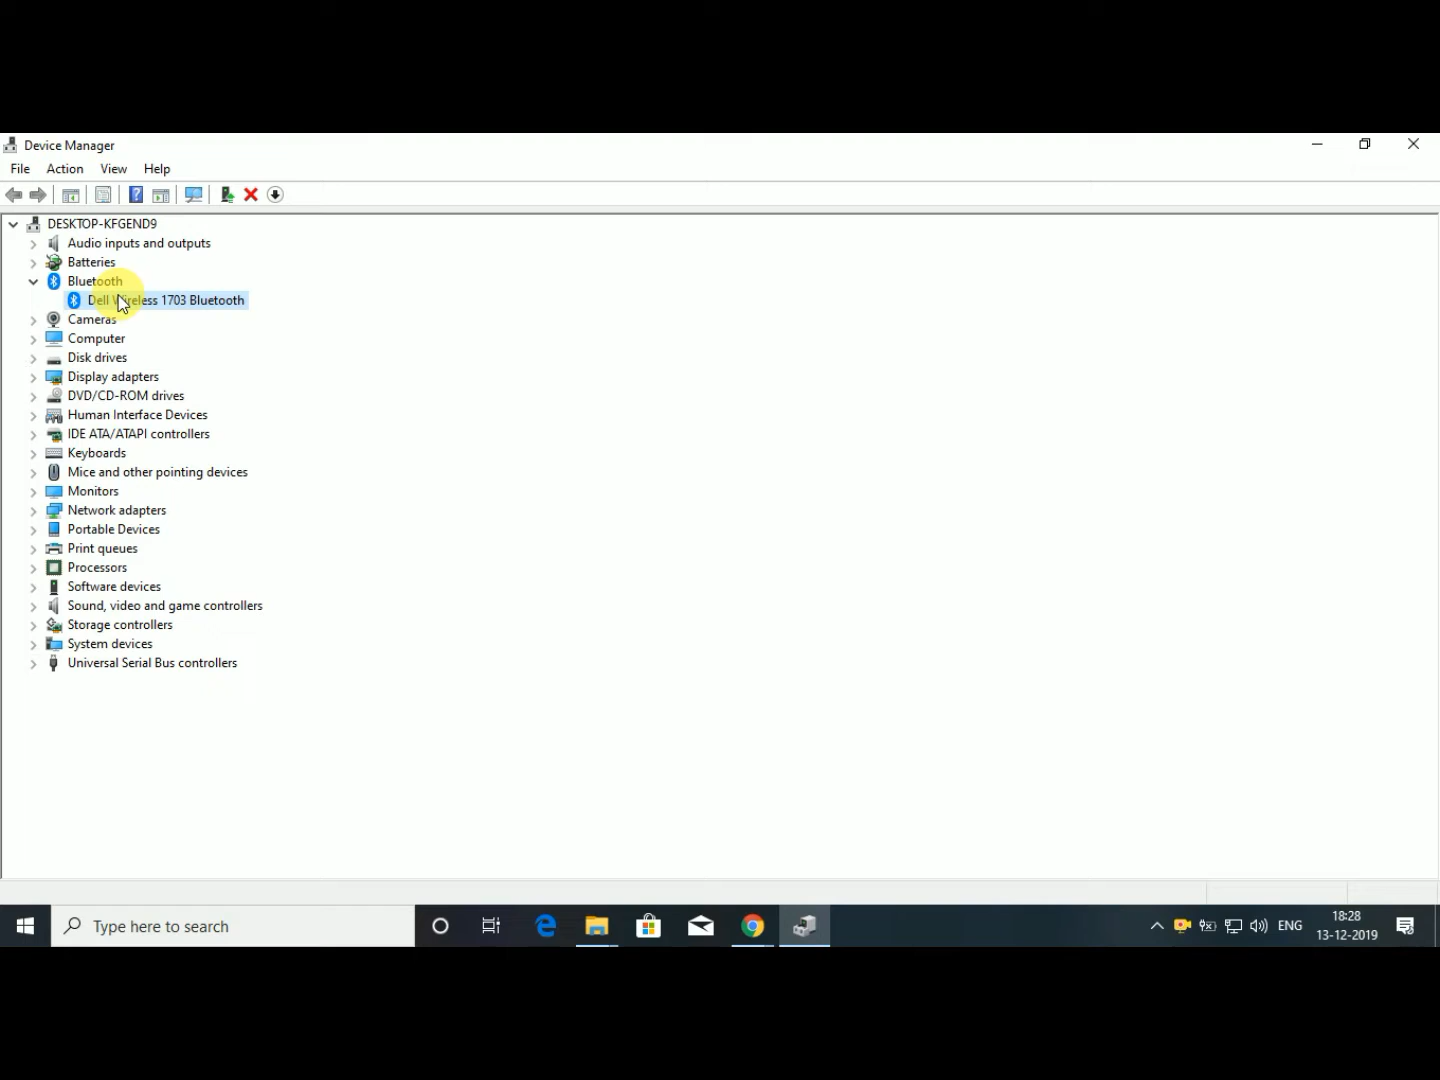 Device Manager
File Action View Help
DESKTOP-KFGEND9
Audio inputs and outputs
Batteries
Bluetooth
Dell Wireless 1703 Bluetooth
Cameras
Computer
Disk drives
Display adapters
DVD/CD-ROM drives
Human Interface Devices
IDE ATA/ATAPI controllers
Keyboards
Mice and other pointing devices
Monitors
Network adapters
Portable Devices
Print queues
Processors
Software devices
Sound, video and game controllers
Storage controllers
System devices
Universal Serial Bus controllers
Type here to search
ENG
18:28
13-12-2019